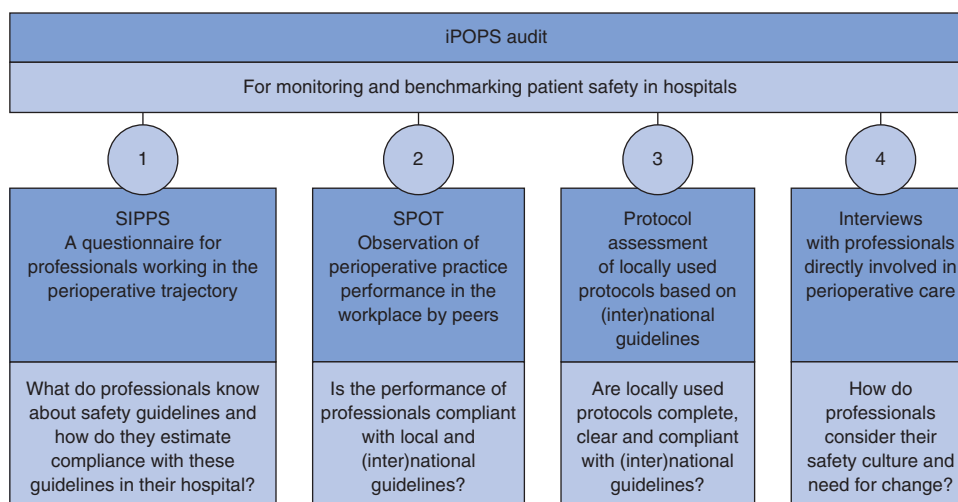 iPOPS audit
For monitoring and benchmarking patient safety in hospitals
1
2
3
4
SIPPS
A questionnaire for
professionals working in the
perioperative trajectory
What do professionals know
about safety guidelines and
how do they estimate
compliance with these
guidelines in their hospital?
SPOT
Observation of
perioperative practice
performance in the
workplace by peers
Is the performance of
professionals compliant
with local and
(inter)national
guidelines?
Protocol
assessment
of locally used
protocols based on
(inter)national
guidelines
Are locally used
protocols complete,
clear and compliant
with (inter)national
guidelines?
Interviews
with professionals
directly involved in
perioperative care
How do
professionals
consider their
safety culture and
need for change?